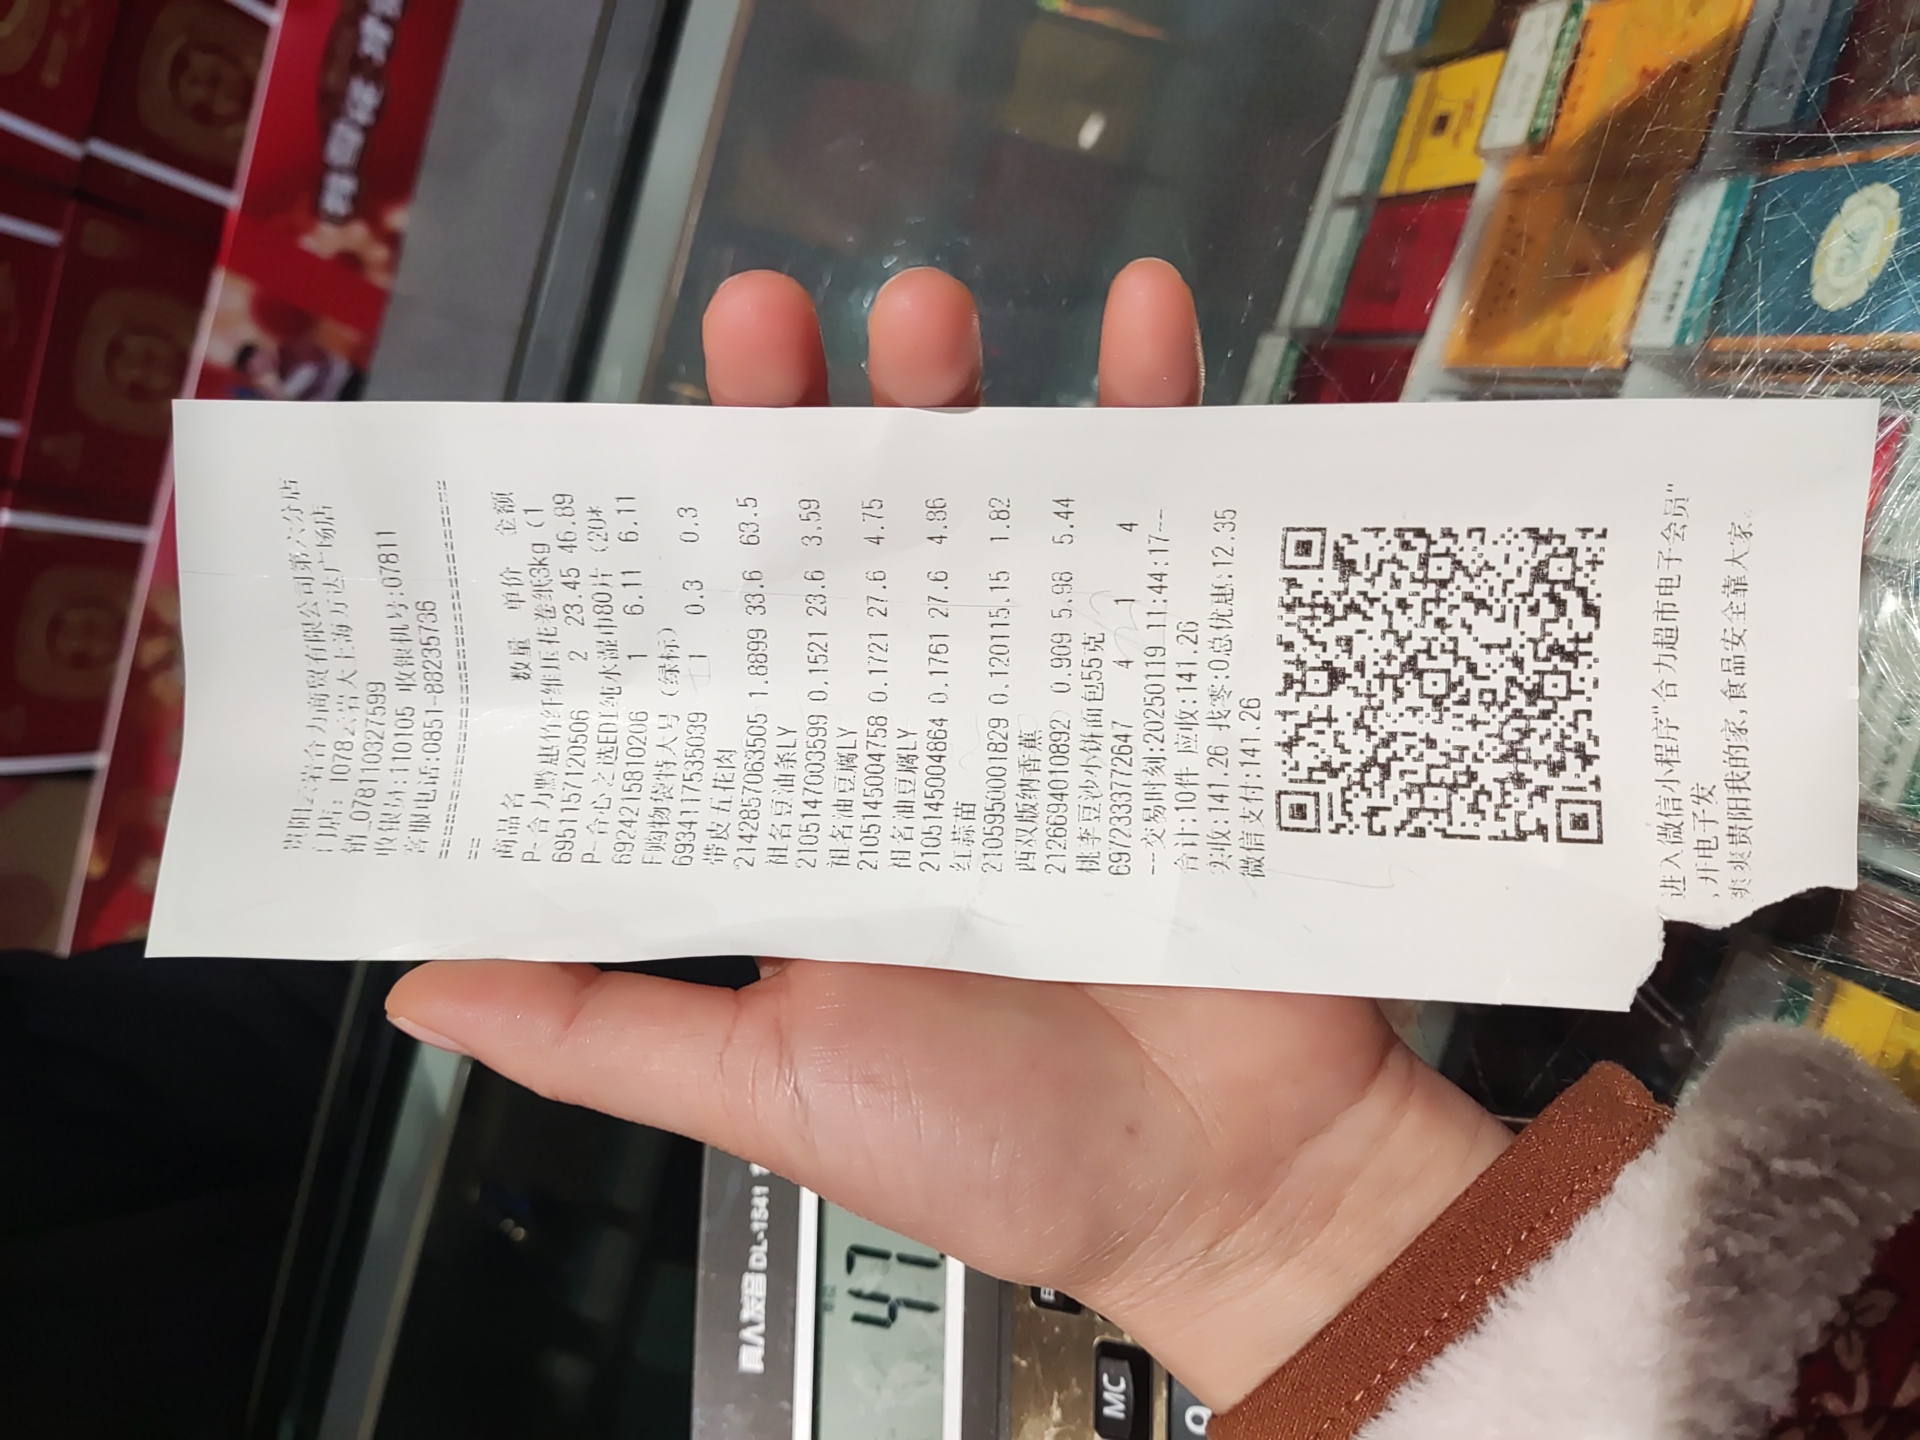 贵阳云岩合力商贸有限公司第六分店
门店: 1078云岩大上海万达广场店
销_07811031027599
收银员:110105 收银机号:07811
客服电话:0851-88235736
商品名 数量 单价 金额
P-合力黔惠竹纤维压花卷纸3kg（1
6951157120506 2 23.45 46.89
P-合心之选EDI纯水湿巾80片（20*
6924215810206 1 6.11 6.11
F购物袋特大号（绿标）
6934117535039 1 0.3 0.3
带皮五花肉
2142857063505 1.8899 33.6 63.5
祖名豆油条LY
2105147003599 0.1521 23.6 3.59
祖名油豆腐LY
2105145004758 0.1721 27.6 4.75
祖名油豆腐LY
2105145004864 0.1761 27.6 4.86
红蒜苗
2105950001829 0.120115.15 1.82
西双版纳香蕉
2126694010892 0.909 5.98 5.44
桃李豆沙小饼面包55克
6972333772647 4 1 4
--交易时刻:20250119 11:44:17--
合计:10件 应收:141.26
实收:141.26 找零:0总优惠:12.35
微信支付:141.26
进入微信小程序"合力超市电子会员"
,开电子发
爽爽贵阳我的家,食品安全靠大家。
真人发音 DL-1541
47
MC